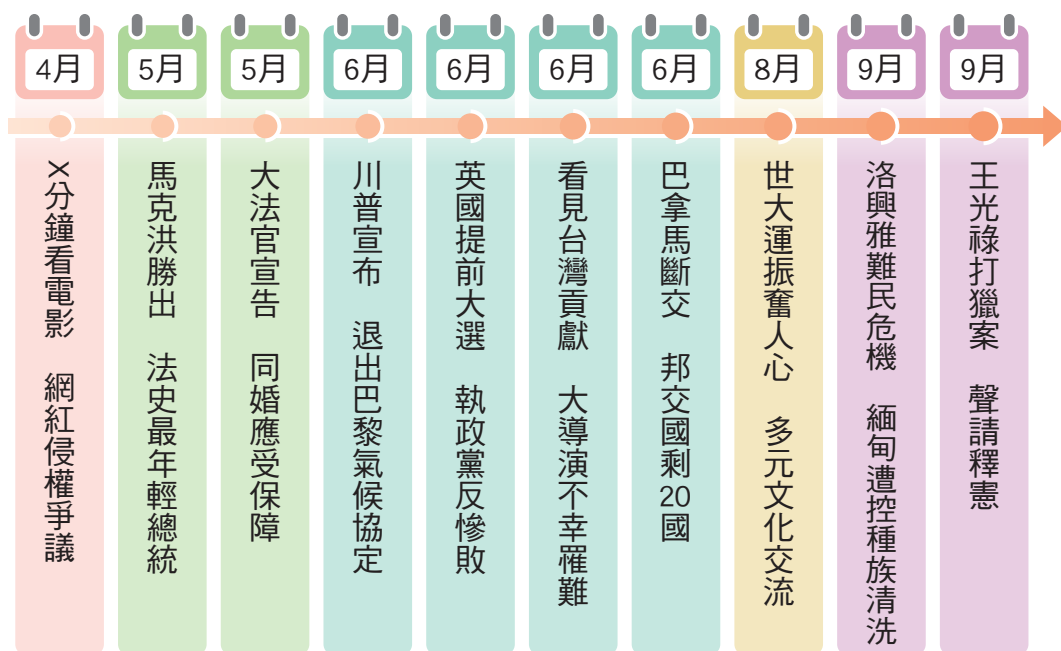 4月
X分鐘看電影 網紅侵權爭議
5月
馬克洪勝出 法史最年輕總統
5月
大法官宣告 同婚應受保障
6月
川普宣布 退出巴黎氣候協定
6月
英國提前大選 執政黨反慘敗
6月
看見台灣貢獻 大導演不幸罹難
6月
巴拿馬斷交 邦交國剩20國
8月
世大運振奮人心 多元文化交流
9月
洛興雅難民危機 緬甸遭控種族清洗
9月
王光祿打獵案 聲請釋憲